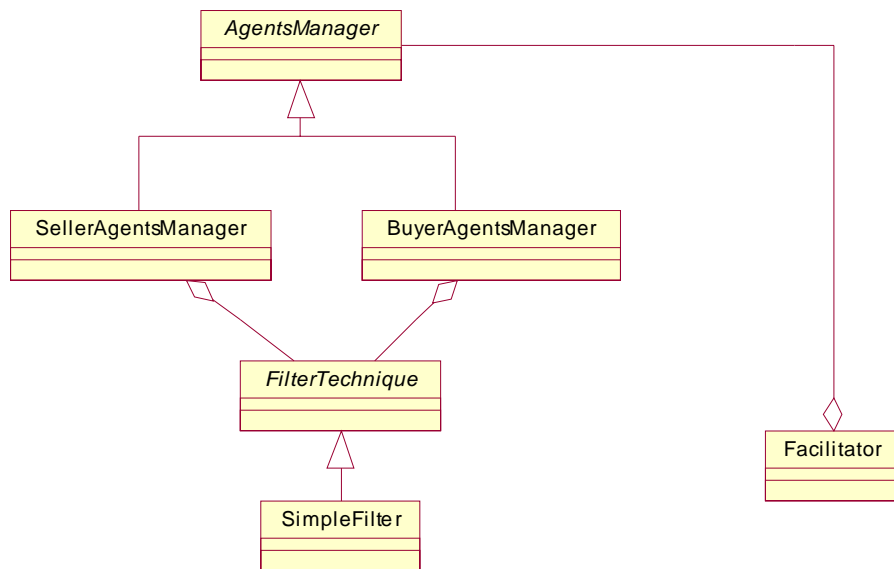 AgentsManager
SellerAgentsManager
BuyerAgentsManager
FilterTechnique
Facilitator
SimpleFilter